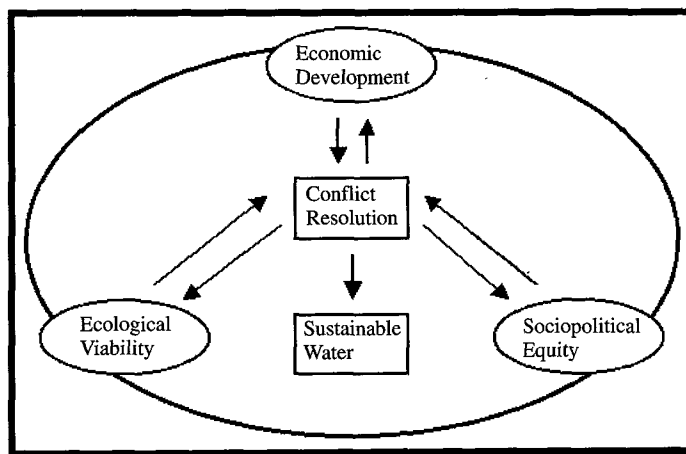 Economic
Development
Conflict
Resolution
Ecological
Viability
Sustainable
Water
Sociopolitical
Equity